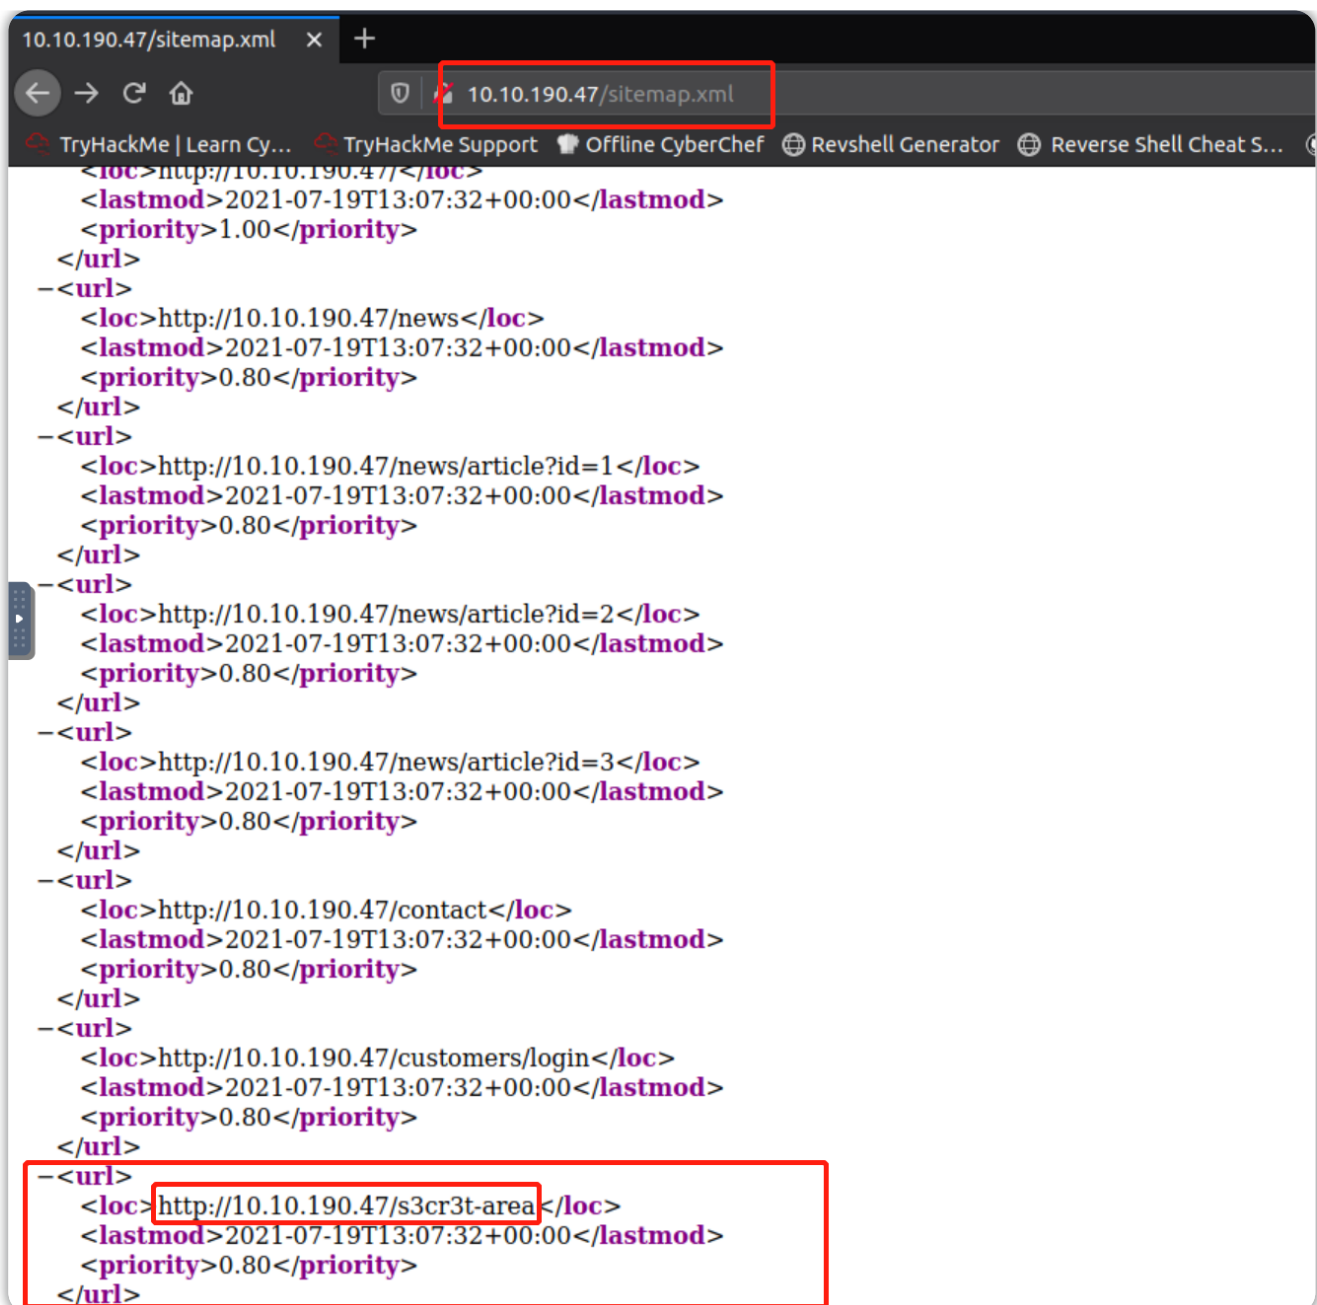 10.10.190.47/sitemap.xml
10.10.190.47/sitemap.xml
TryHackMe | Learn Cy... TryHackMe Support Offline CyberChef Revshell Generator Reverse Shell Cheat S...
<loc>http://10.10.190.47/</loc>
<lastmod>2021-07-19T13:07:32+00:00</lastmod>
<priority>1.00</priority>
</url>
−<url>
<loc>http://10.10.190.47/news</loc>
<lastmod>2021-07-19T13:07:32+00:00</lastmod>
<priority>0.80</priority>
</url>
−<url>
<loc>http://10.10.190.47/news/article?id=1</loc>
<lastmod>2021-07-19T13:07:32+00:00</lastmod>
<priority>0.80</priority>
</url>
−<url>
<loc>http://10.10.190.47/news/article?id=2</loc>
<lastmod>2021-07-19T13:07:32+00:00</lastmod>
<priority>0.80</priority>
</url>
−<url>
<loc>http://10.10.190.47/news/article?id=3</loc>
<lastmod>2021-07-19T13:07:32+00:00</lastmod>
<priority>0.80</priority>
</url>
−<url>
<loc>http://10.10.190.47/contact</loc>
<lastmod>2021-07-19T13:07:32+00:00</lastmod>
<priority>0.80</priority>
</url>
−<url>
<loc>http://10.10.190.47/customers/login</loc>
<lastmod>2021-07-19T13:07:32+00:00</lastmod>
<priority>0.80</priority>
</url>
−<url>
<loc>http://10.10.190.47/s3cr3t-area</loc>
<lastmod>2021-07-19T13:07:32+00:00</lastmod>
<priority>0.80</priority>
</url>